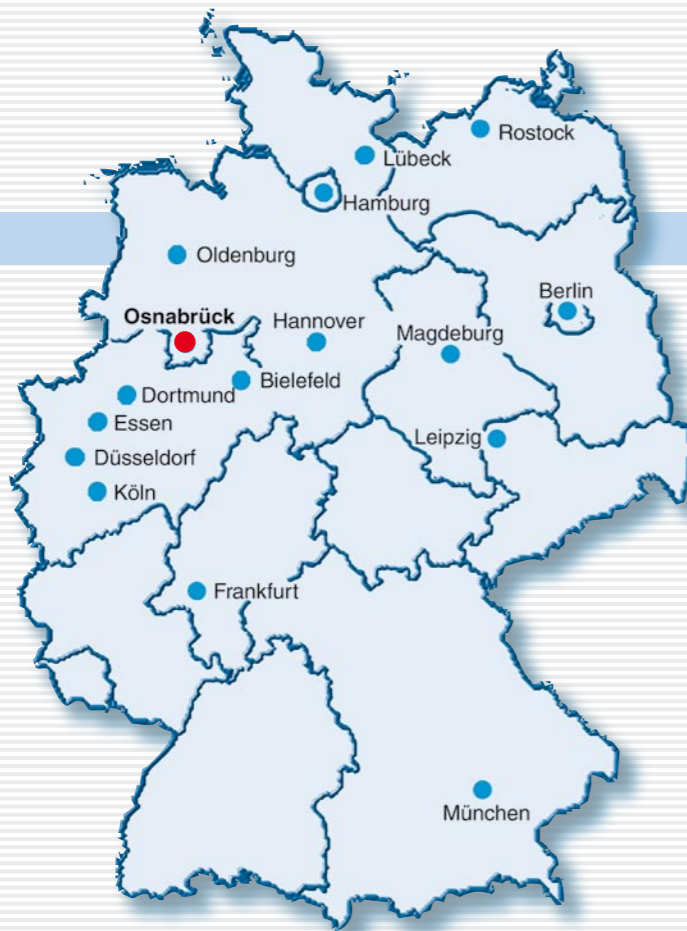 Rostock
Lübeck
Hamburg
Oldenburg
Berlin
Osnabrück
Hannover
Magdeburg
Bielefeld
Dortmund
Essen
Leipzig
Düsseldorf
Köln
Frankfurt
München